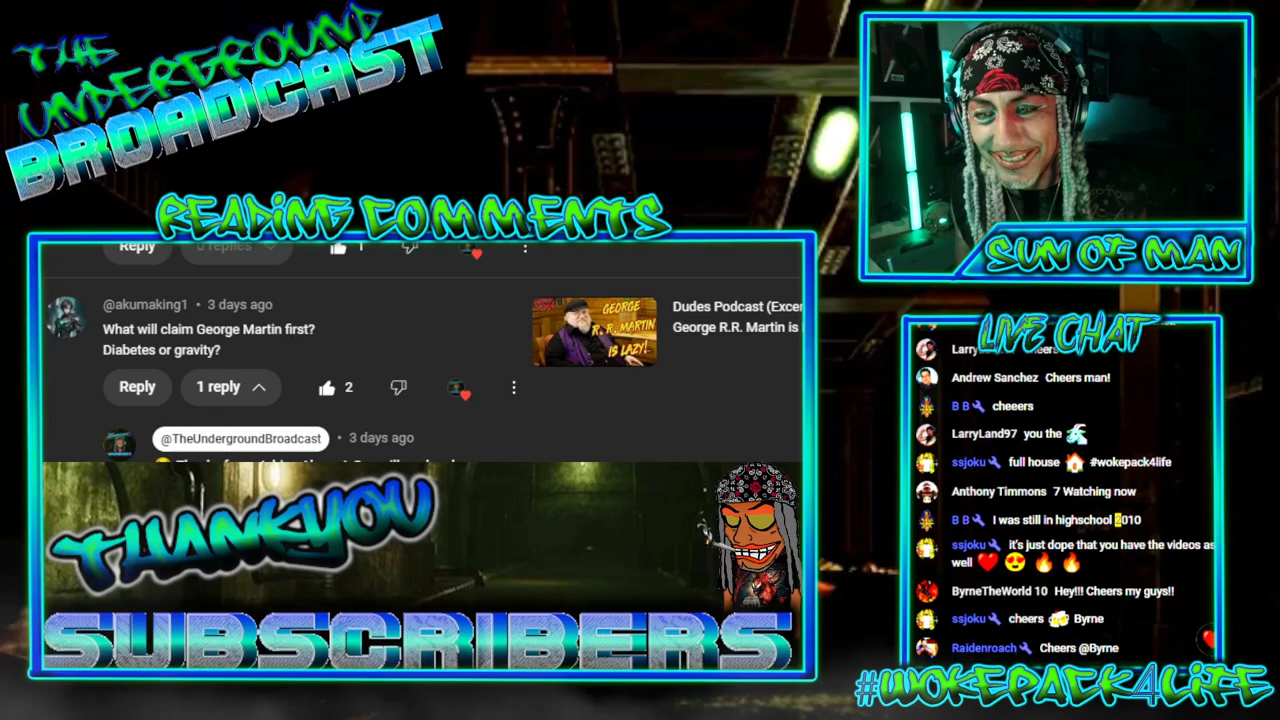 THE
UNDERGROUND
BROADCAST
READING COMMENTS
Reply
1
@akumaking1 • 3 days ago
What will claim George Martin first?
Diabetes or gravity?
GEORGE
R. R. MARTIN
IS LAZY!
Dudes Podcast (Excer
George R.R. Martin is
Reply 1 reply 2
@TheUndergroundBroadcast • 3 days ago
THANK YOU
SUBSCRIBERS
SUN OF MAN
LIVE CHAT
Andrew Sanchez Cheers man!
B B cheeers
LarryLand97 you the
ssjoku full house #wokepack4life
Anthony Timmons 7 Watching now
B B I was still in highschool 2010
ssjoku it's just dope that you have the videos as
well
ByrneTheWorld 10 Hey!!! Cheers my guys!!
ssjoku cheers Byrne
Raidenroach Cheers @Byrne
#WOKEPACK4LIFE